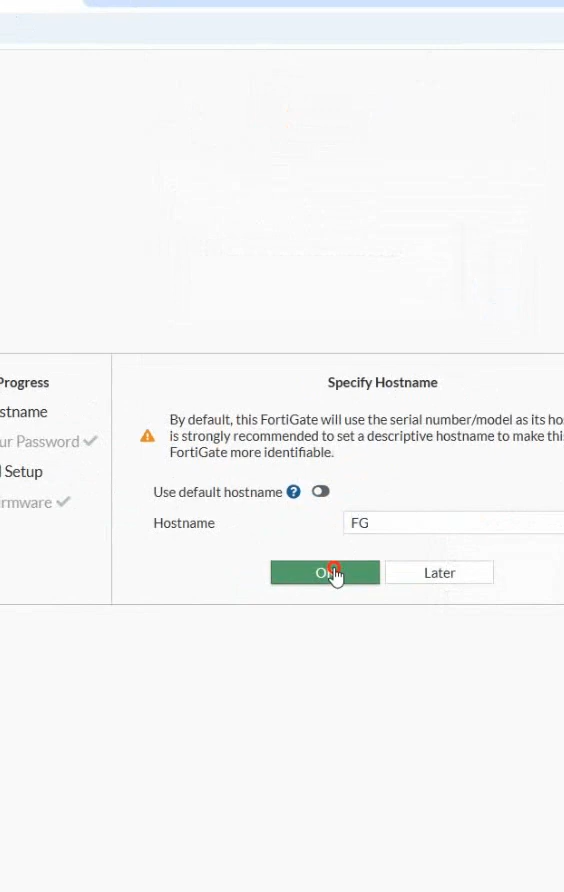 Progress
Specify Hostname
stname
By default, this FortiGate will use the serial number/model as its ho
ur Password
is strongly recommended to set a descriptive hostname to make thi
FortiGate more identifiable.
Setup
Use default hostname
rmware
Hostname
FG
Later